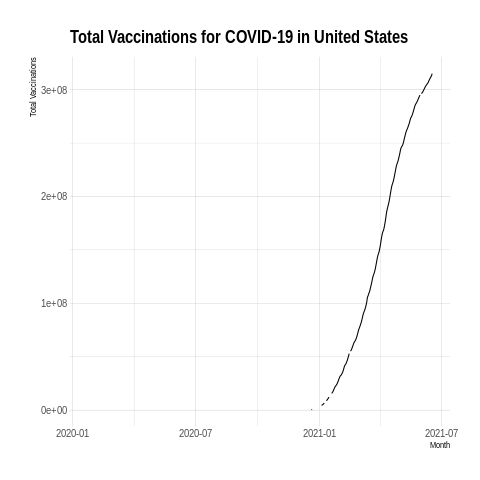 Total Vaccinations for COVID-19 in United States
Total Vaccinations
3e+08
2e+08
1e+08
0e+00
2020-01 2020-07 2021-01 2021-07
Month